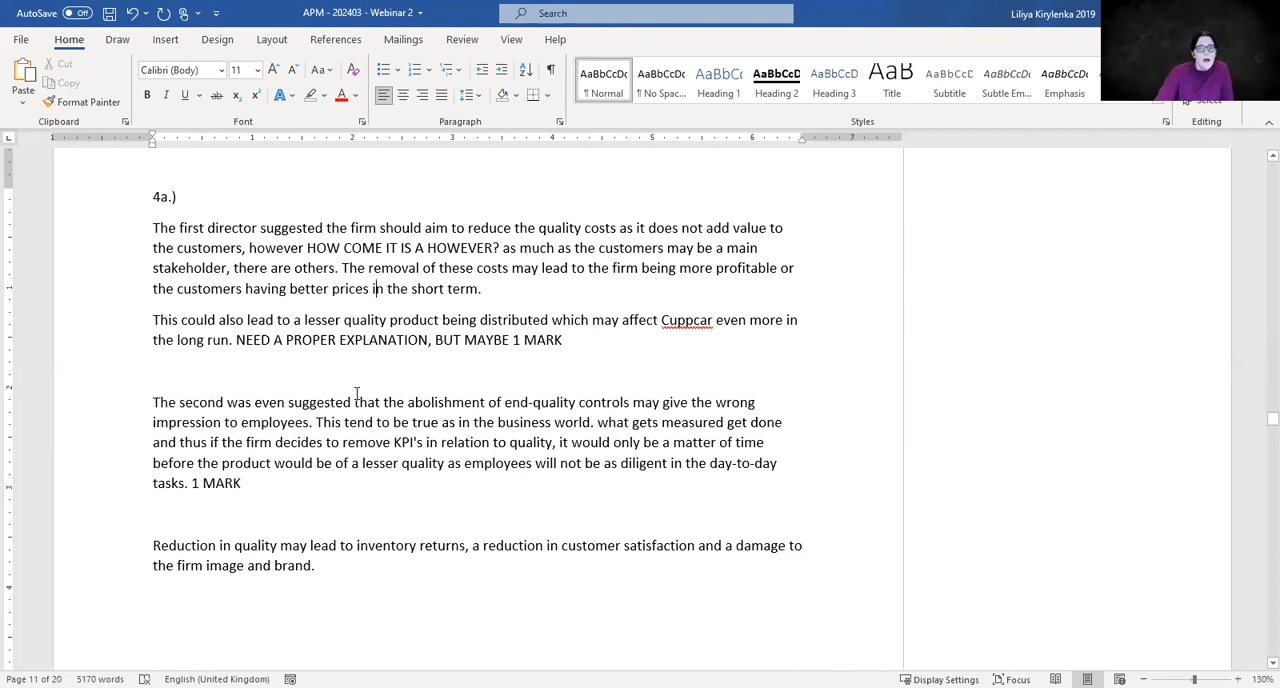 AutoSave Off APM - 202403 - Webinar 2 Search Liliya Kirylenka 2019
File Home Draw Insert Design Layout References Mailings Review View Help
Paste Cut Copy Format Painter
Calibri (Body) 11
AaBbCcDc AaBbCcDc AaBbCc AaBbCcD AaBbCcD AaB AaBbCcD AaBbCcDc AaBbCcDc
¶ Normal ¶ No Spac... Heading 1 Heading 2 Heading 3 Title Subtitle Subtle Em... Emphasis Select
Clipboard Font Paragraph Styles Editing
4a.)
The first director suggested the firm should aim to reduce the quality costs as it does not add value to
the customers, however HOW COME IT IS A HOWEVER? as much as the customers may be a main
stakeholder, there are others. The removal of these costs may lead to the firm being more profitable or
the customers having better prices in the short term.
This could also lead to a lesser quality product being distributed which may affect Cuppcar even more in
the long run. NEED A PROPER EXPLANATION, BUT MAYBE 1 MARK
The second was even suggested that the abolishment of end-quality controls may give the wrong
impression to employees. This tend to be true as in the business world. what gets measured get done
and thus if the firm decides to remove KPI's in relation to quality, it would only be a matter of time
before the product would be of a lesser quality as employees will not be as diligent in the day-to-day
tasks. 1 MARK
Reduction in quality may lead to inventory returns, a reduction in customer satisfaction and a damage to
the firm image and brand.
Page 11 of 20 5170 words English (United Kingdom) Display Settings Focus 130%